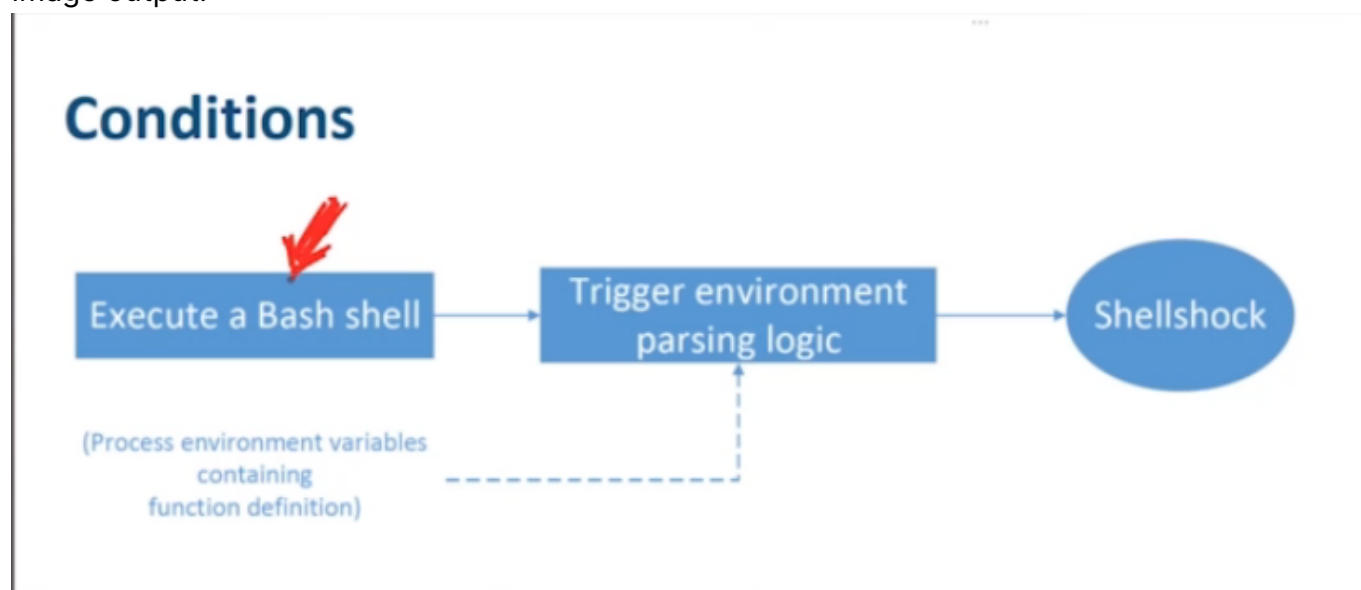 Conditions
Execute a Bash shell
Trigger environment
parsing logic
Shellshock
(Process environment variables
containing
function definition)